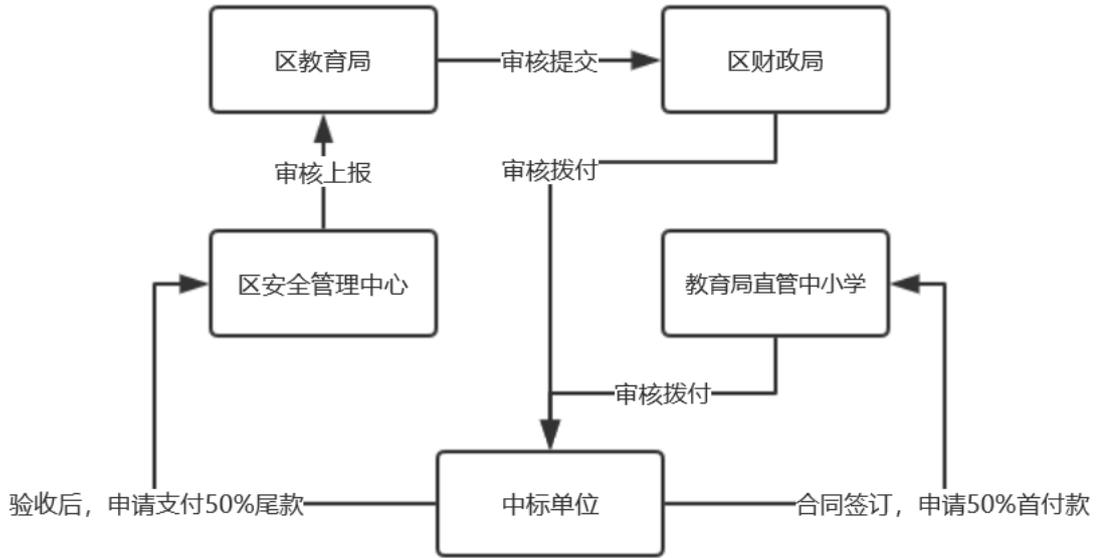 区教育局
审核提交
区财政局
审核上报
审核拨付
区安全管理中心
教育局直管中小学
审核拨付
验收后，申请支付50%尾款
中标单位
合同签订，申请50%首付款